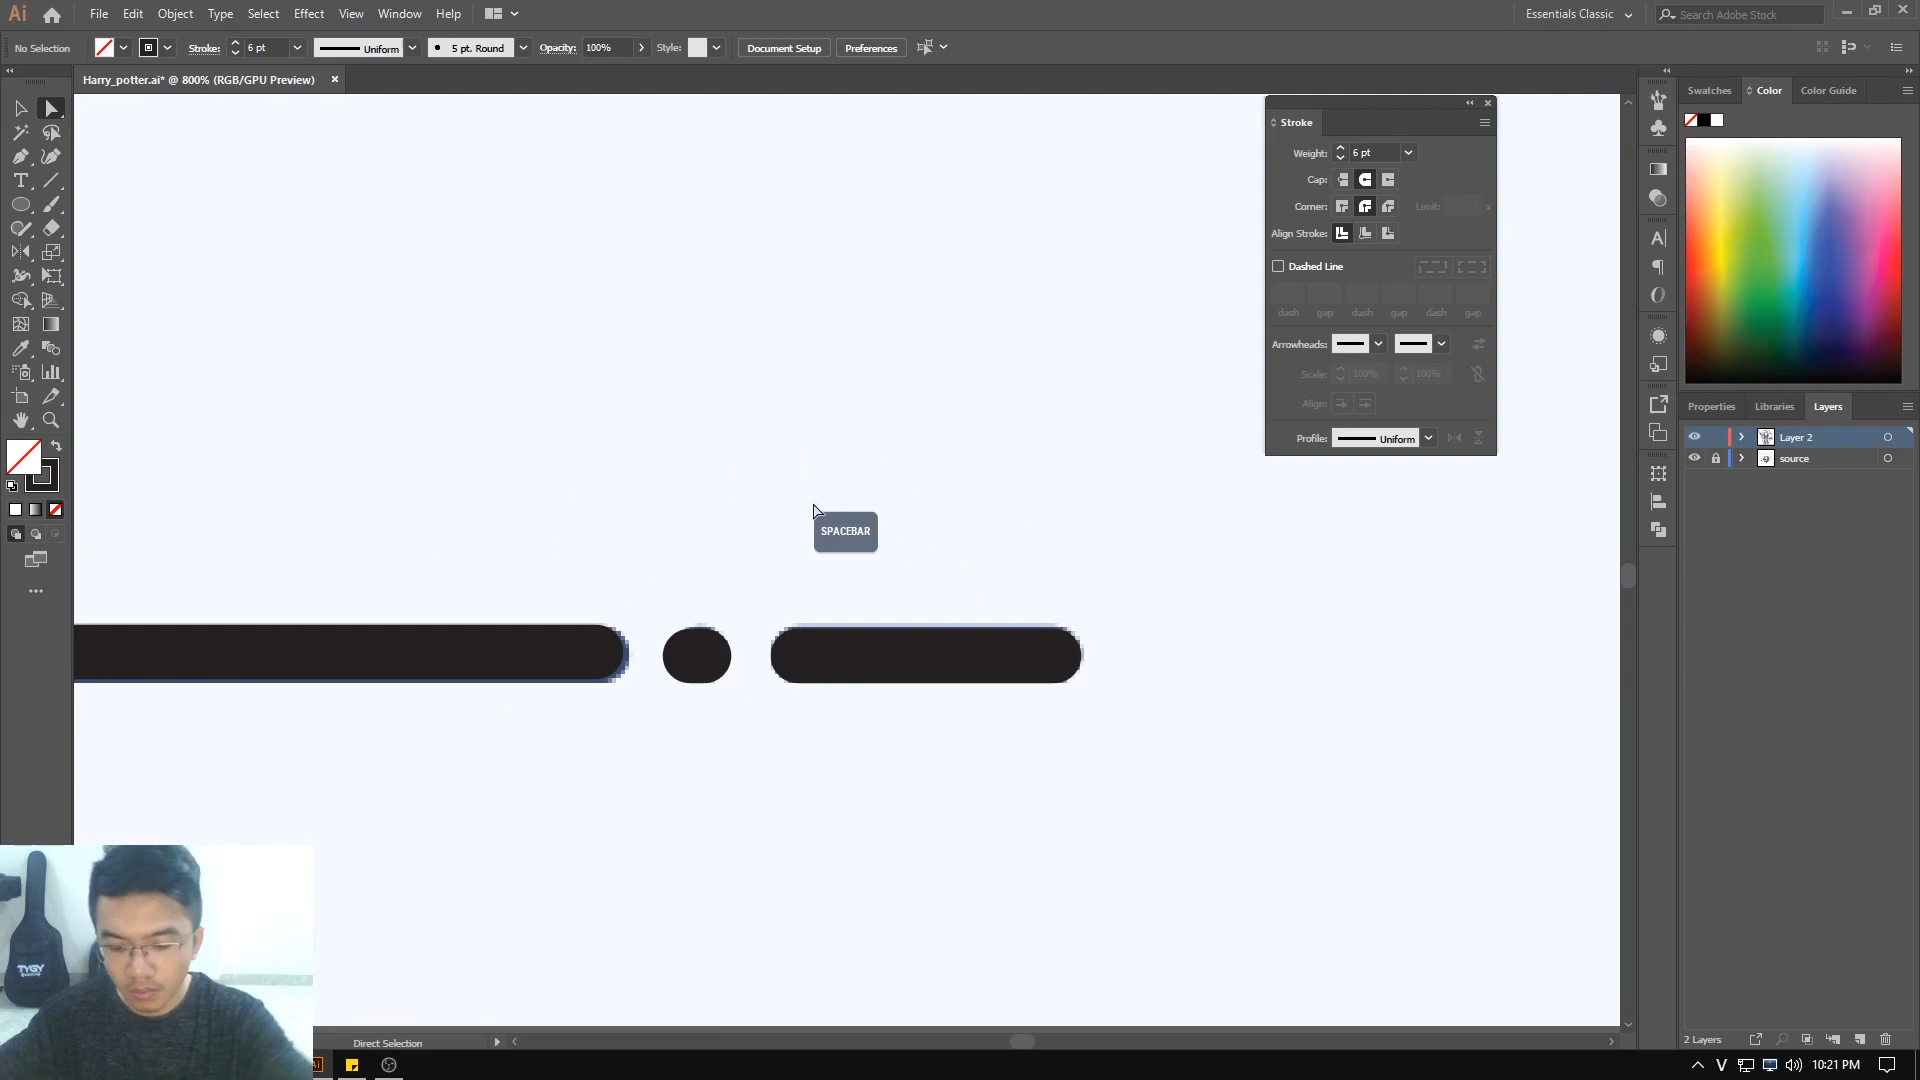 Ai File Edit Object Type Select Effect View Window Help Essentials Classic Search Adobe Stock
No Selection Stroke: 6 pt Uniform 5 pt. Round Opacity: 100% Style: Document Setup Preferences
Harry_potter.ai* @ 800% (RGB/GPU Preview)
Stroke
Weight: 6 pt
Cap:
Corner: Limit: x
Align Stroke:
Dashed Line
dash gap dash gap dash gap
Arrowheads:
Scale: 100% 100%
Align:
Profile: Uniform
Swatches Color Color Guide
Properties Libraries Layers
Layer 2
source
SPACEBAR
TYGY
2 Layers
Direct Selection
Ai V 10:21 PM